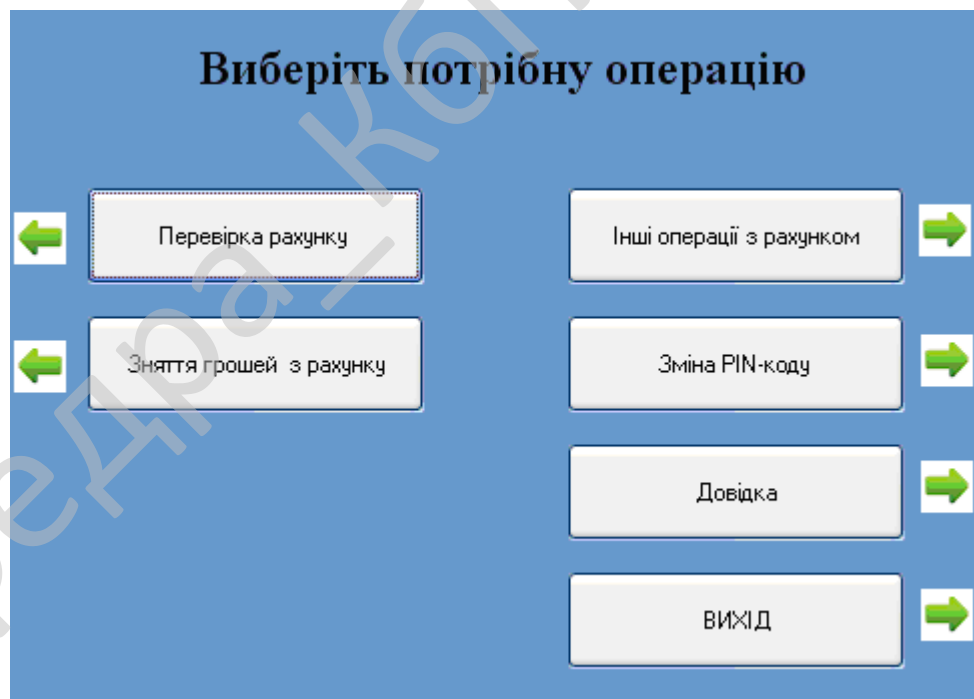 Виберіть потрібну операцію
Перевірка рахунку
Інші операції з рахунком
Зняття грошей з рахунку
Зміна PIN-коду
Довідка
ВИХІД